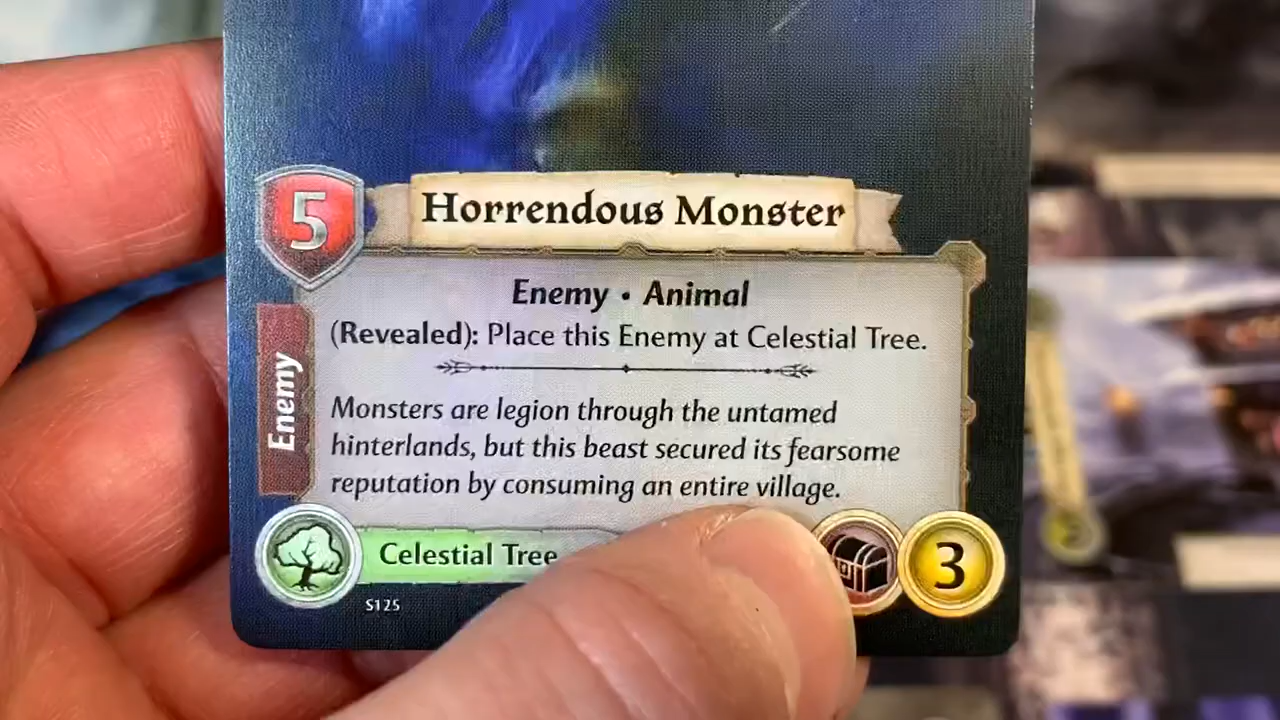 5
Horrendous Monster
Enemy • Animal
(Revealed): Place this Enemy at Celestial Tree.
Enemy
Monsters are legion through the untamed
hinterlands, but this beast secured its fearsome
reputation by consuming an entire village.
Celestial Tree
3
S125